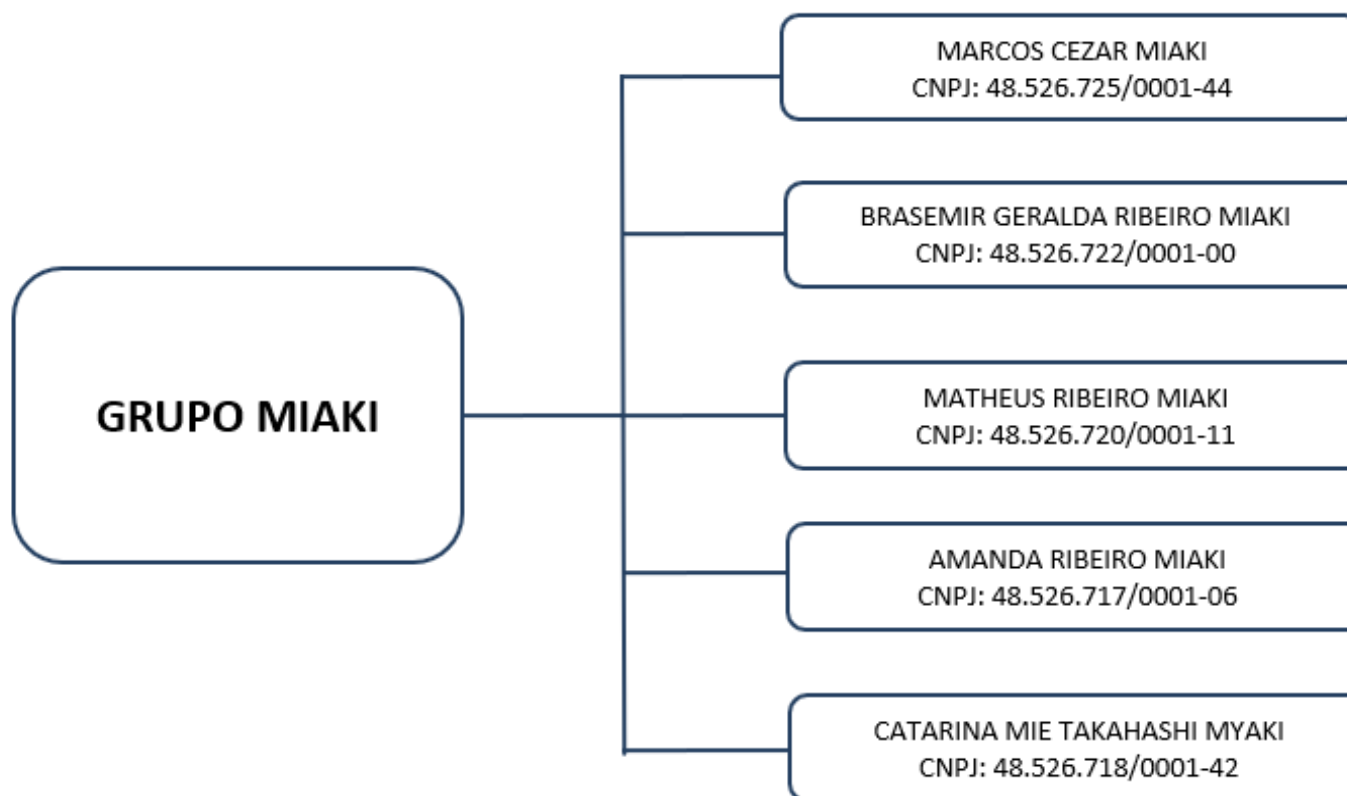 GRUPO MIAKI
MARCOS CEZAR MIAKI
CNPJ: 48.526.725/0001-44
BRASEMIR GERALDA RIBEIRO MIAKI
CNPJ: 48.526.722/0001-00
MATHEUS RIBEIRO MIAKI
CNPJ: 48.526.720/0001-11
AMANDA RIBEIRO MIAKI
CNPJ: 48.526.717/0001-06
CATARINA MIE TAKAHASHI MYAKI
CNPJ: 48.526.718/0001-42